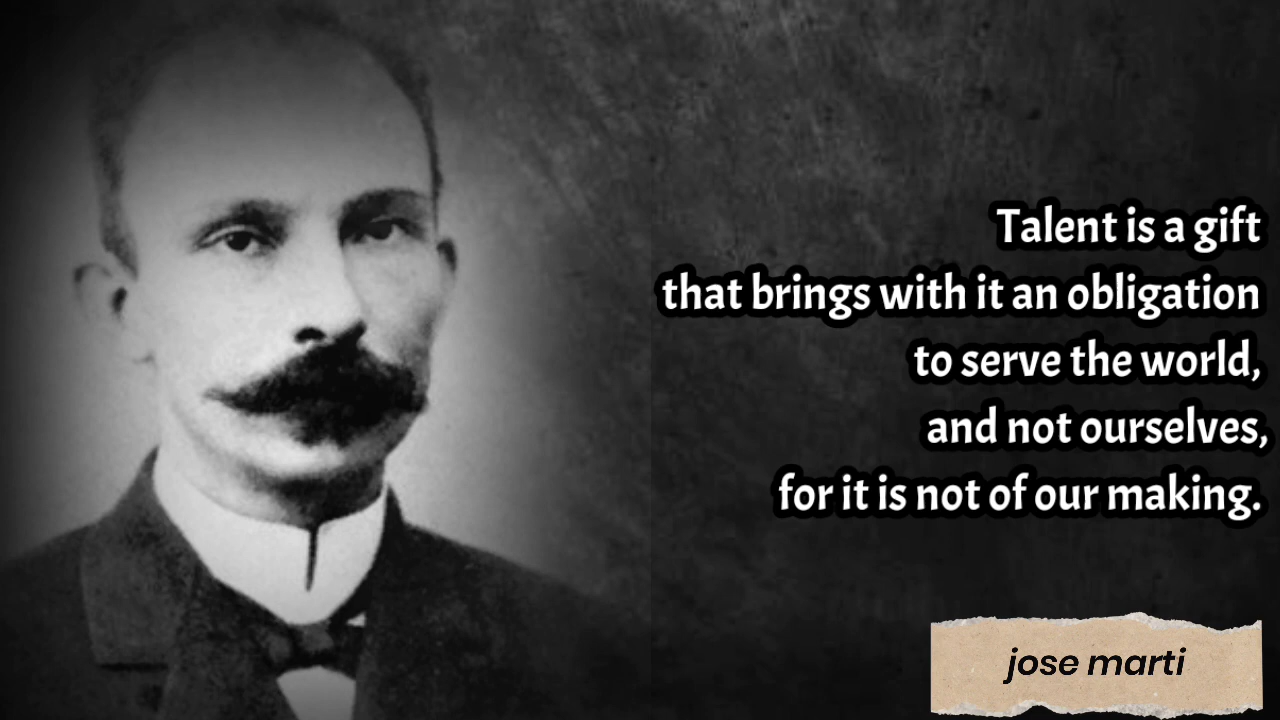 Talent is a gift
that brings with it an obligation
to serve the world,
and not ourselves,
for it is not of our making.
jose marti